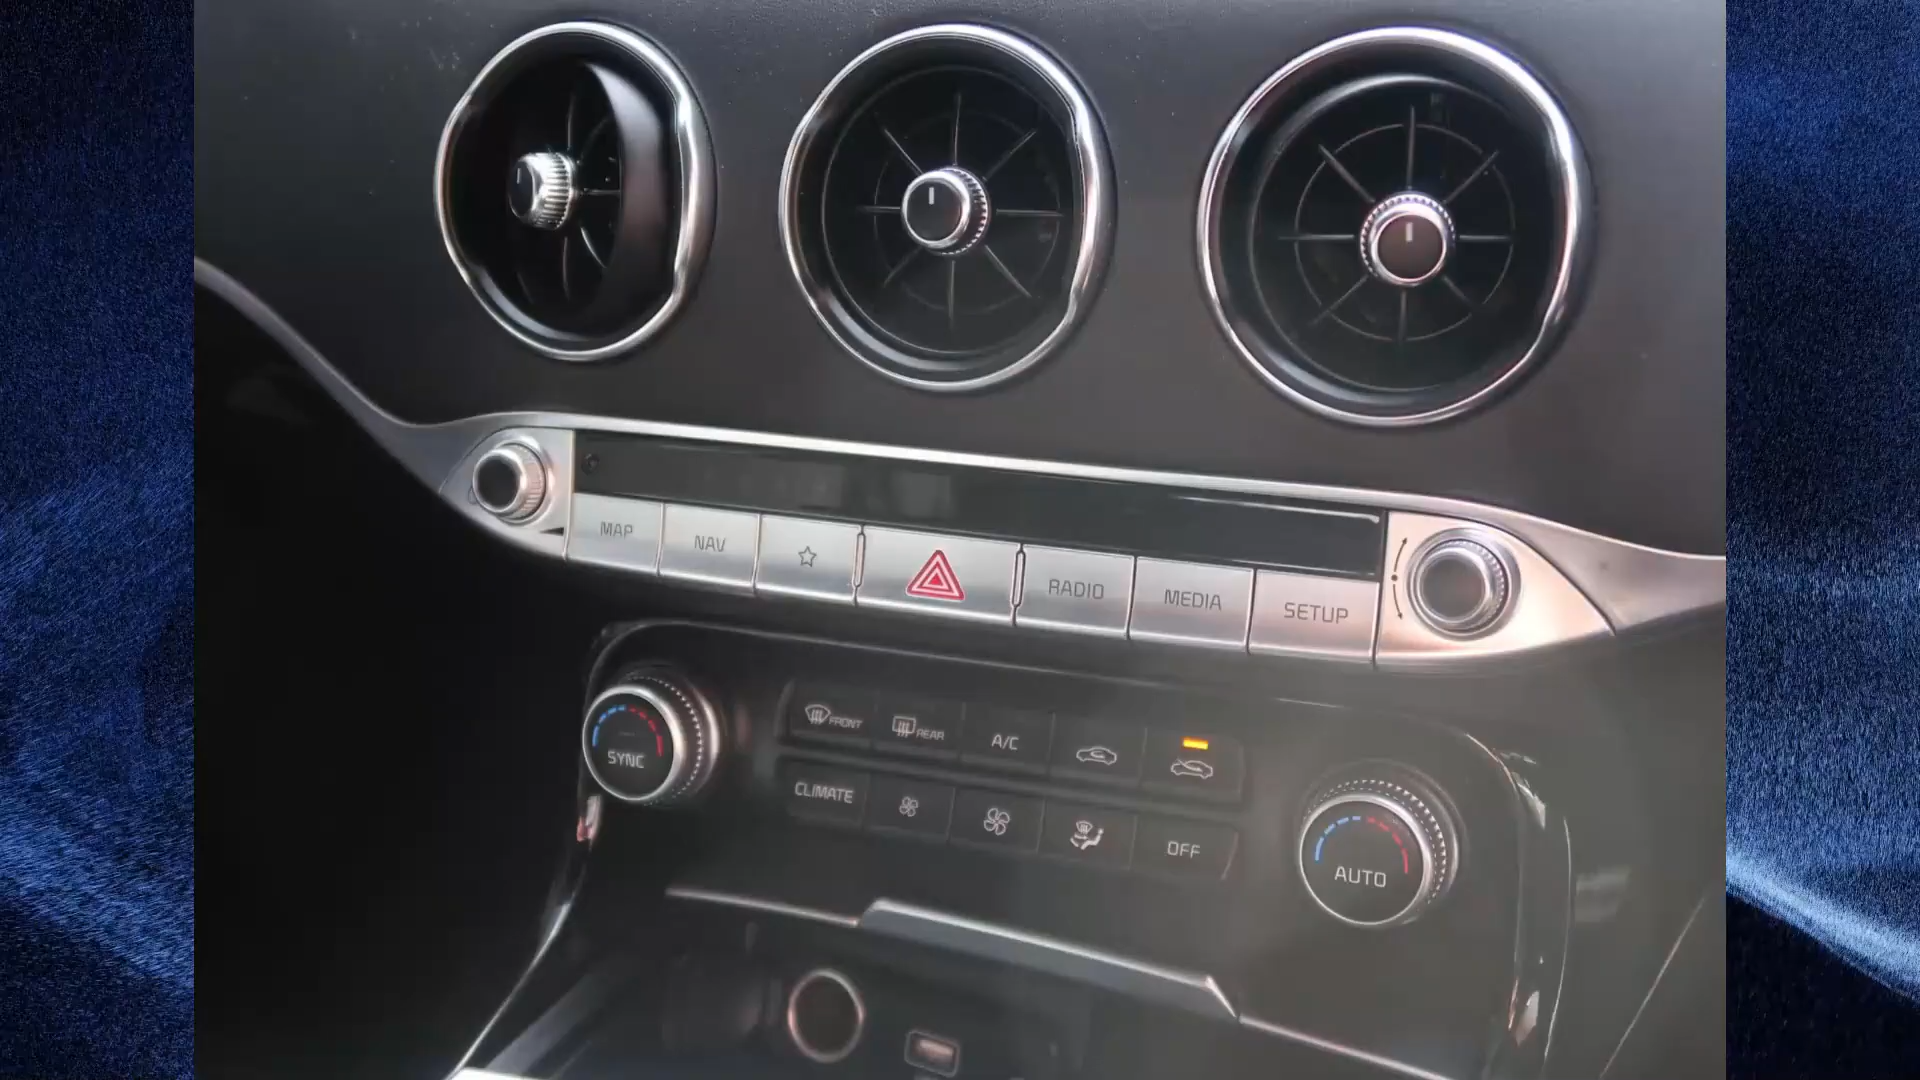 MAP NAV RADIO MEDIA SETUP
SYNC
FRONT REAR A/C
CLIMATE OFF
AUTO